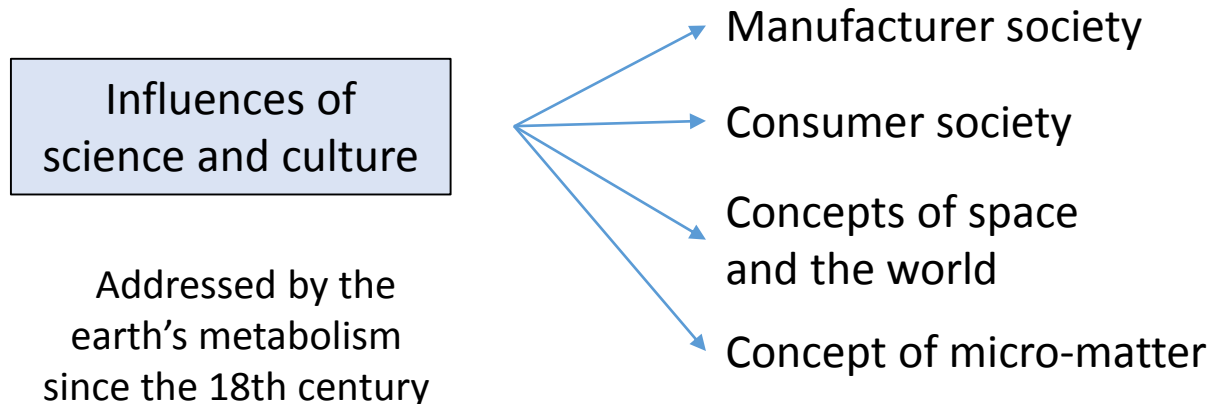 Influences of
science and culture
Addressed by the
earth’s metabolism
since the 18th century
Manufacturer society
Consumer society
Concepts of space
and the world
Concept of micro-matter